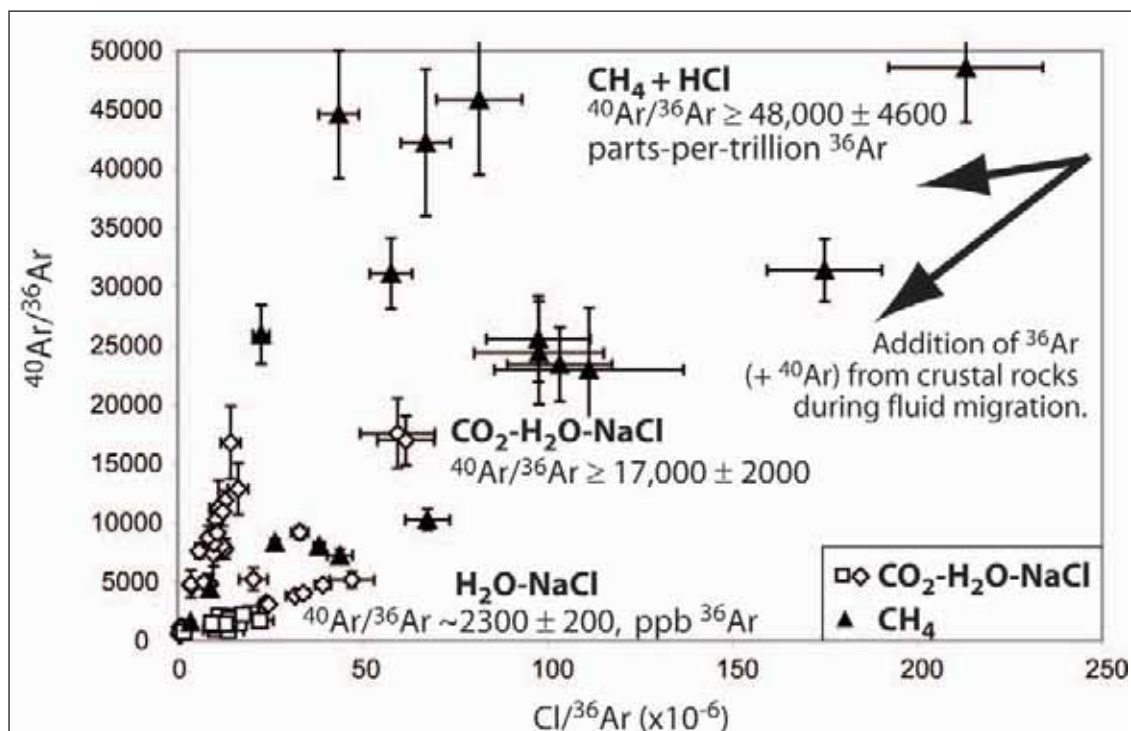 50000
45000
40000
35000
30000
25000
20000
15000
10000
5000
0
⁴⁰Ar/³⁶Ar
CH₄ + HCl
⁴⁰Ar/³⁶Ar ≥ 48,000 ± 4600
parts-per-trillion ³⁶Ar
Addition of ³⁶Ar
(+ ⁴⁰Ar) from crustal rocks
during fluid migration.
CO₂-H₂O-NaCl
⁴⁰Ar/³⁶Ar ≥ 17,000 ± 2000
H₂O-NaCl
⁴⁰Ar/³⁶Ar ~2300 ± 200, ppb ³⁶Ar
CO₂-H₂O-NaCl
CH₄
0 50 100 150 200 250
Cl/³⁶Ar (x10⁻⁶)